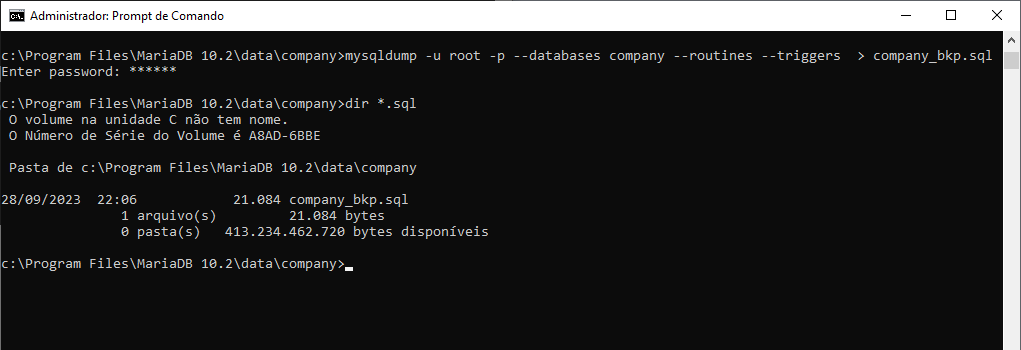 Administrador: Prompt de Comando
c:\Program Files\MariaDB 10.2\data\company>mysqldump -u root -p --databases company --routines --triggers  > company_bkp.sql
Enter password: ******
c:\Program Files\MariaDB 10.2\data\company>dir *.sql
 O volume na unidade C não tem nome.
 O Número de Série do Volume é A8AD-6BBE
 Pasta de c:\Program Files\MariaDB 10.2\data\company
28/09/2023  22:06            21.084 company_bkp.sql
               1 arquivo(s)         21.084 bytes
               0 pasta(s)   413.234.462.720 bytes disponíveis
c:\Program Files\MariaDB 10.2\data\company>